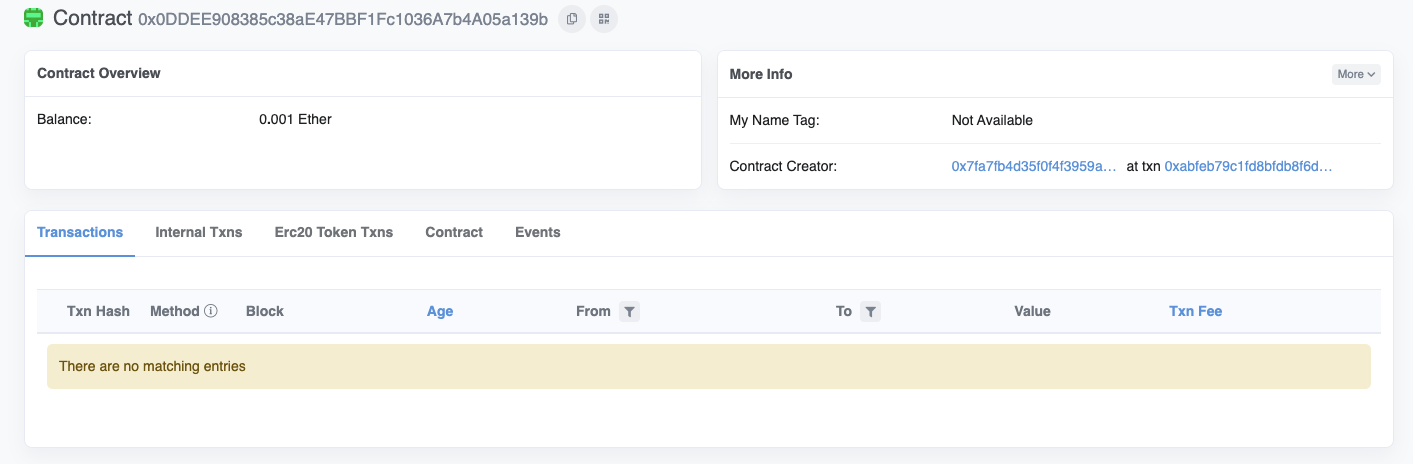 Contract 0x0DDEE908385c38aE47BBF1Fc1036A7b4A05a139b
Contract Overview
Balance: 0.001 Ether
More Info More
My Name Tag: Not Available
Contract Creator: 0x7fa7fb4d35f0f4f3959a... at txn 0xabfeb79c1fd8bfdb8f6d...
Transactions Internal Txns Erc20 Token Txns Contract Events
Txn Hash Method Block Age From To Value Txn Fee
There are no matching entries